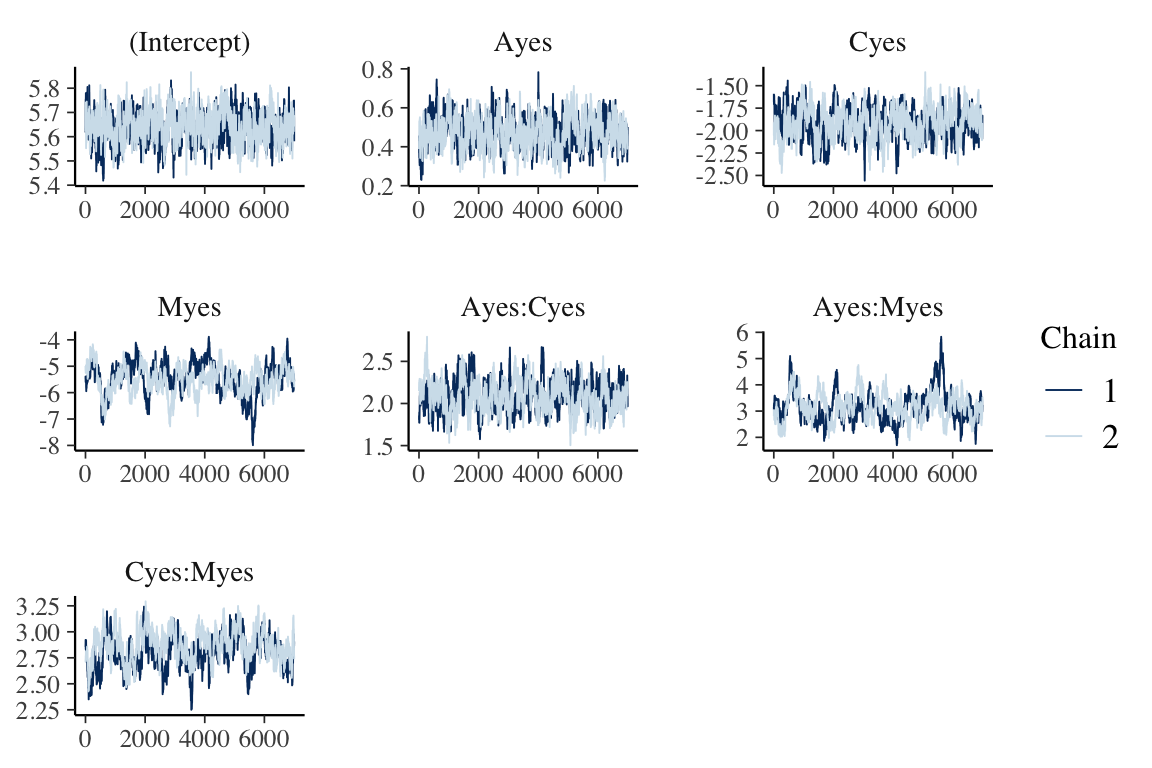 (Intercept) Ayes Cyes
5.8 5.7 5.6 5.5 5.4
0 2000 4000 6000
0.8 0.6 0.4 0.2
0 2000 4000 6000
-1.50 -1.75 -2.00 -2.25 -2.50
0 2000 4000 6000
Myes Ayes:Cyes Ayes:Myes
-4 -5 -6 -7 -8
0 2000 4000 6000
2.5 2.0 1.5
0 2000 4000 6000
6 5 4 3 2
0 2000 4000 6000
Chain
1
2
Cyes:Myes
3.25 3.00 2.75 2.50 2.25
0 2000 4000 6000